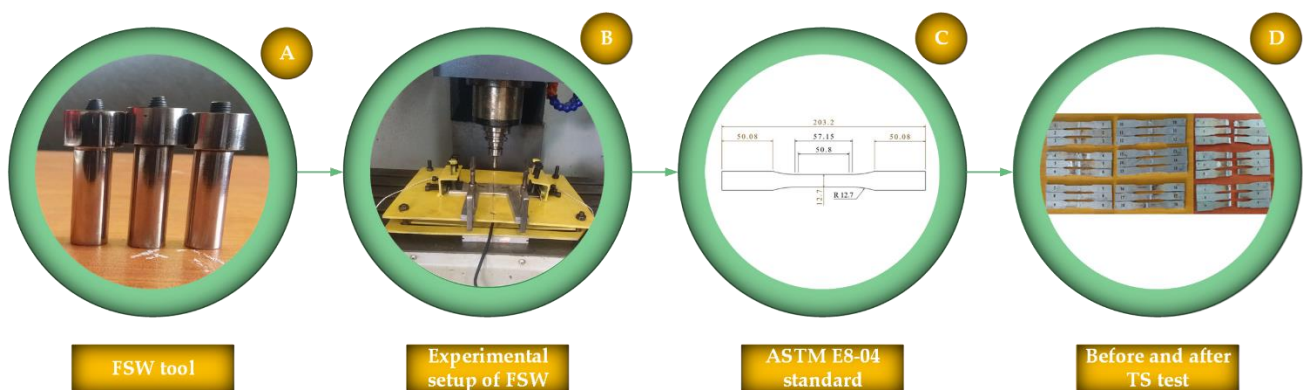 A
B
C
D
203.2
50.08
57.15
50.08
50.8
12.7
R 12.7
FSW tool
Experimental
setup of FSW
ASTM E8-04
standard
Before and after
TS test